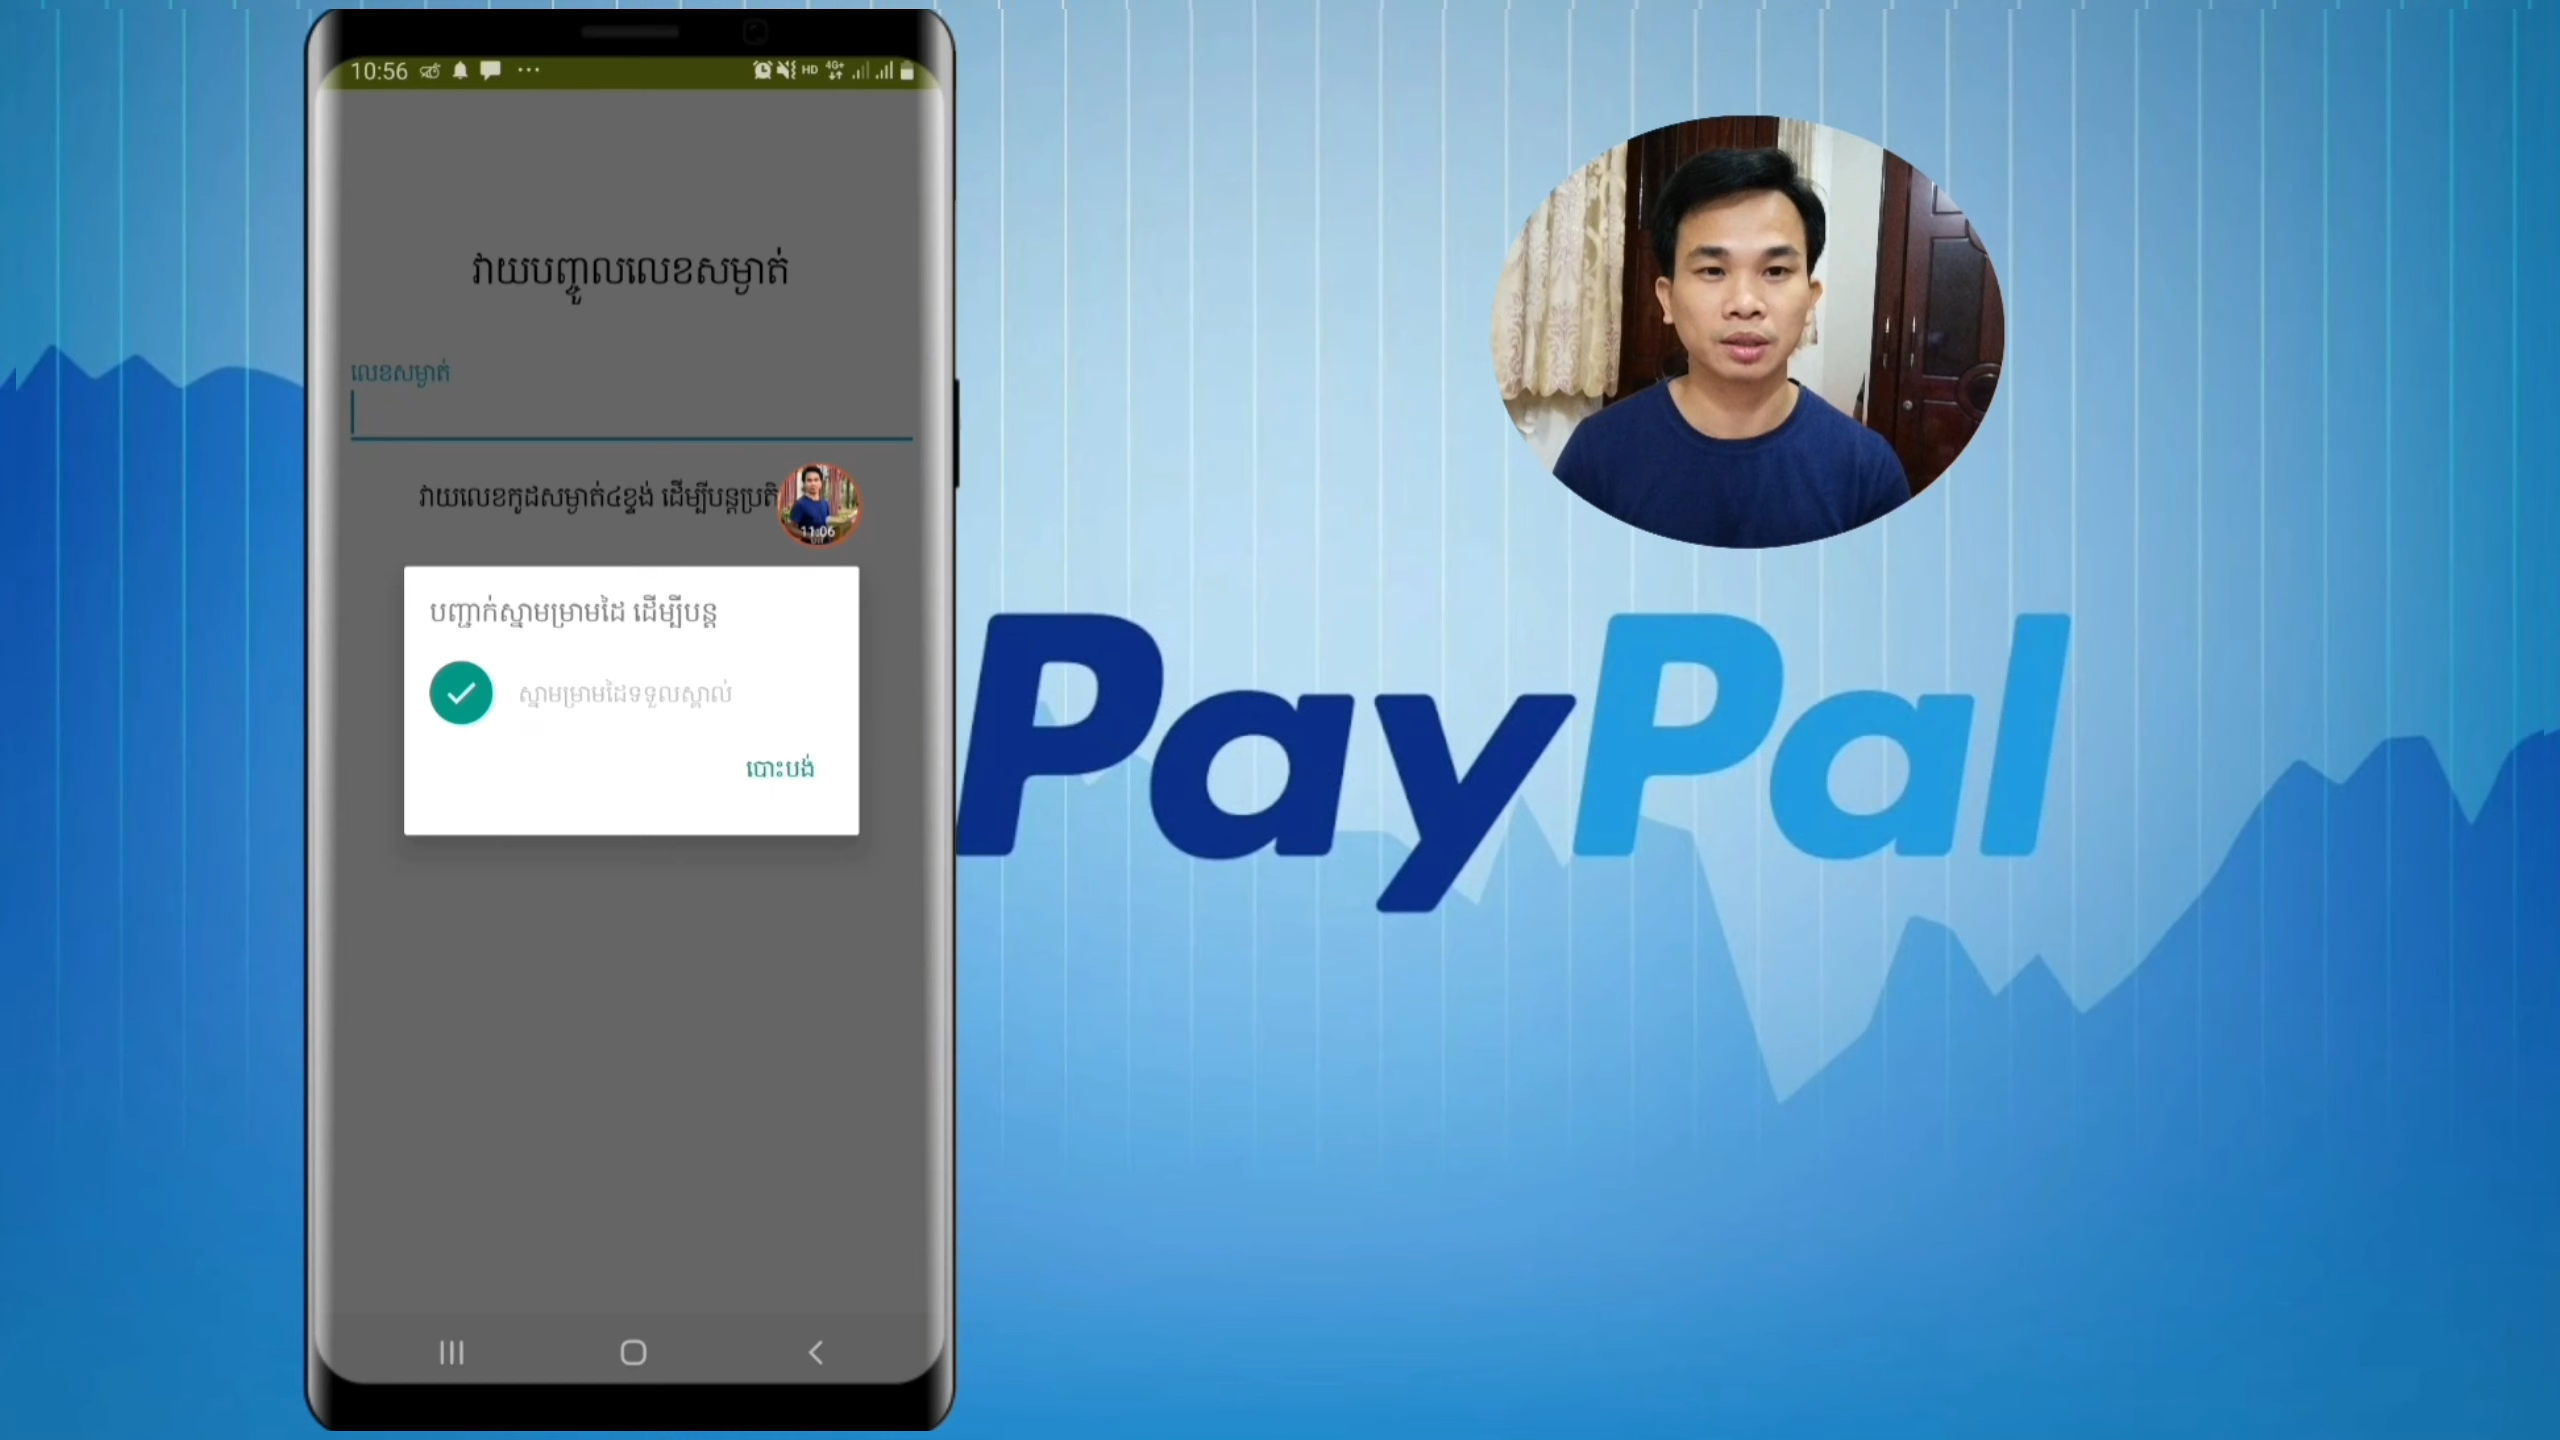 10:56
HD 4G+
វាយបញ្ចូលលេខសម្ងាត់
លេខសម្ងាត់
វាយលេខកូដសម្ងាត់៤ខ្ទង់ ដើម្បីបន្តប្រតិ
11:06
បញ្ជាក់ស្នាមម្រាមដៃ ដើម្បីបន្ត
ស្នាមម្រាមដៃទទួលស្គាល់
បោះបង់
PayPal